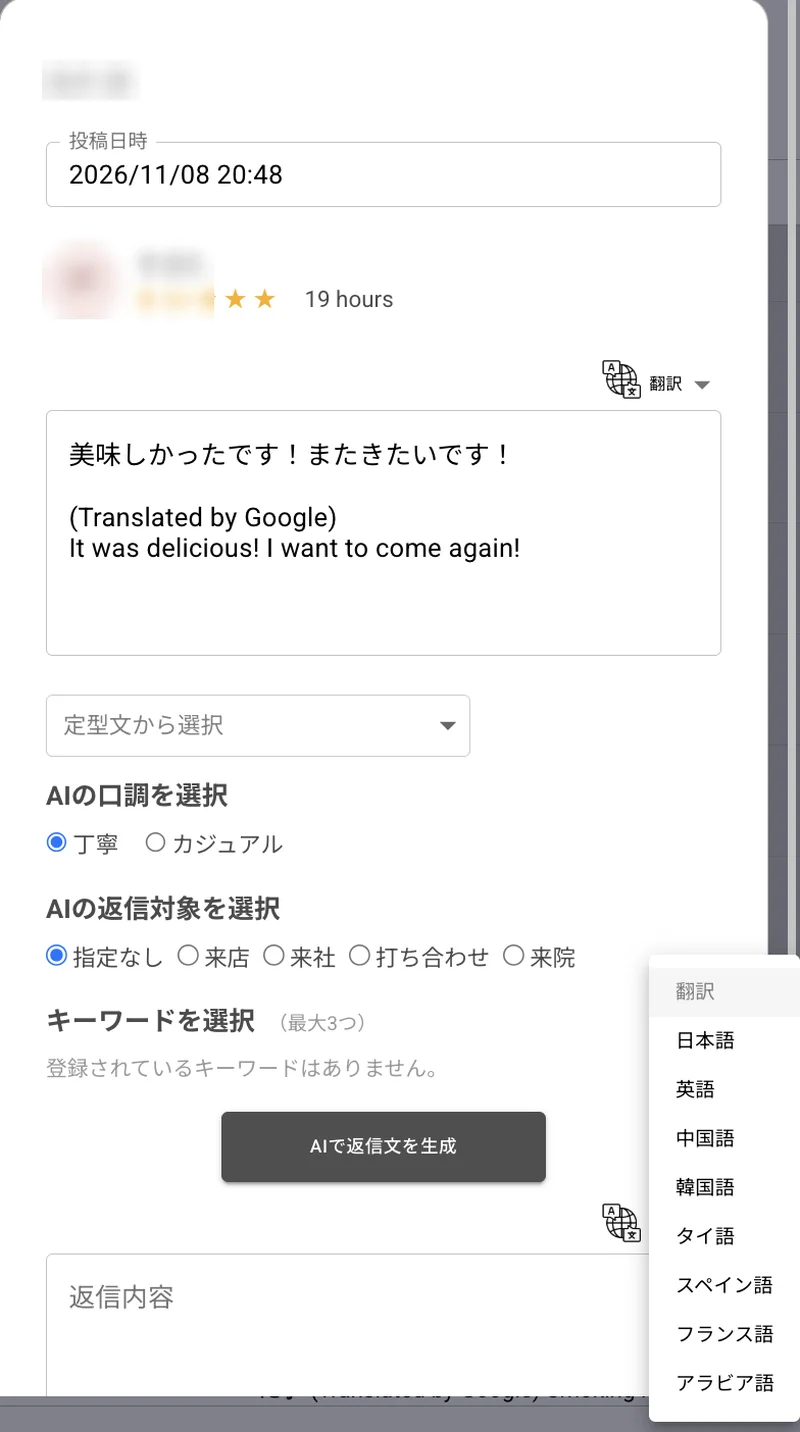 投稿日時
2026/11/08 20:48
19 hours
翻訳
美味しかったです！またきたいです！
(Translated by Google)
It was delicious! I want to come again!
定型文から選択
AIの口調を選択
丁寧 カジュアル
AIの返信対象を選択
指定なし 来店 来社 打ち合わせ 来院
キーワードを選択 （最大3つ）
登録されているキーワードはありません。
AIで返信文を生成
返信内容
翻訳
日本語
英語
中国語
韓国語
タイ語
スペイン語
フランス語
アラビア語